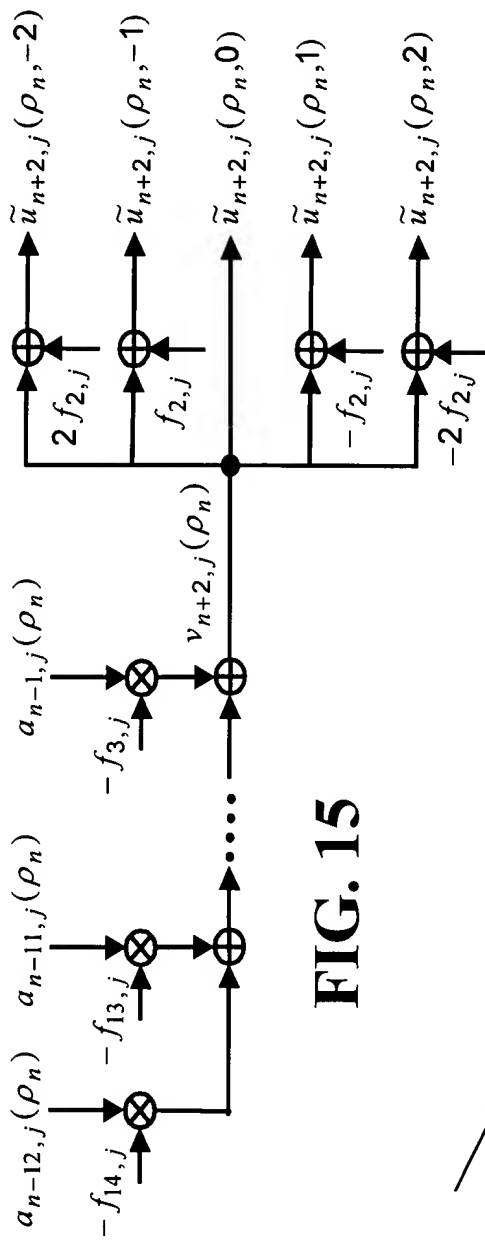 a_{n-12,j}(ρ_n)
a_{n-11,j}(ρ_n)
a_{n-1,j}(ρ_n)
-f_{14,j}
-f_{13,j}
-f_{3,j}
v_{n+2,j}(ρ_n)
2f_{2,j}
f_{2,j}
-f_{2,j}
-2f_{2,j}
ũ_{n+2,j}(ρ_n,-2)
ũ_{n+2,j}(ρ_n,-1)
ũ_{n+2,j}(ρ_n,0)
ũ_{n+2,j}(ρ_n,1)
ũ_{n+2,j}(ρ_n,2)
FIG. 15